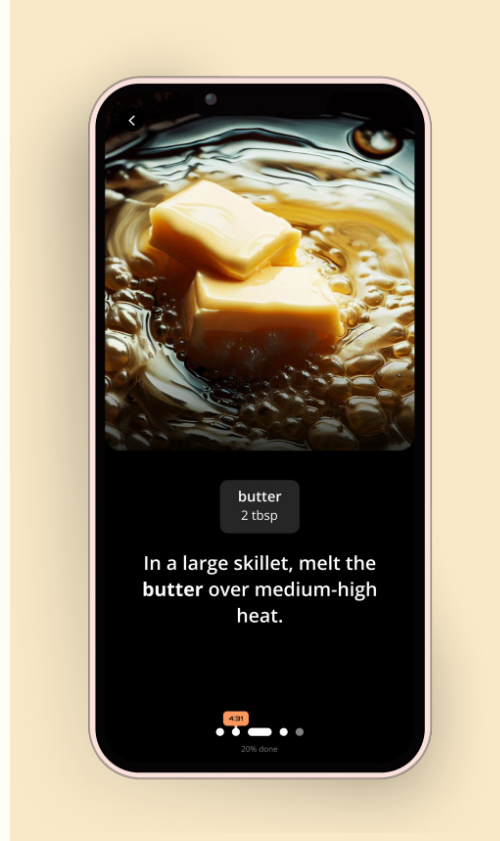 butter
2 tbsp
In a large skillet, melt the
butter over medium-high
heat.
4:31
20% done